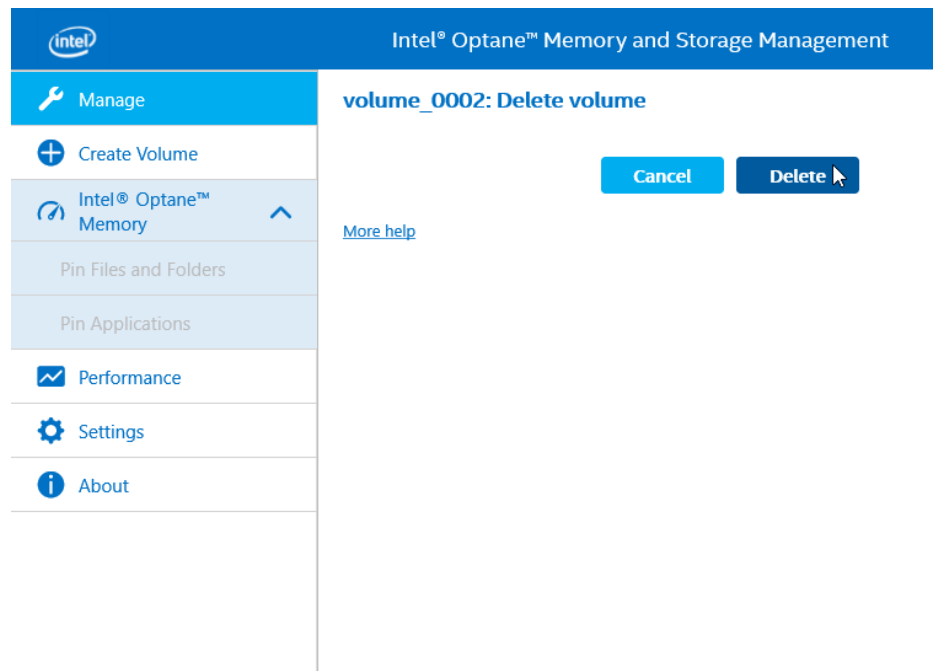 intel
Intel® Optane™ Memory and Storage Management
Manage
Create Volume
Intel® Optane™
Memory
Pin Files and Folders
Pin Applications
Performance
Settings
About
volume_0002: Delete volume
Cancel
Delete
More help